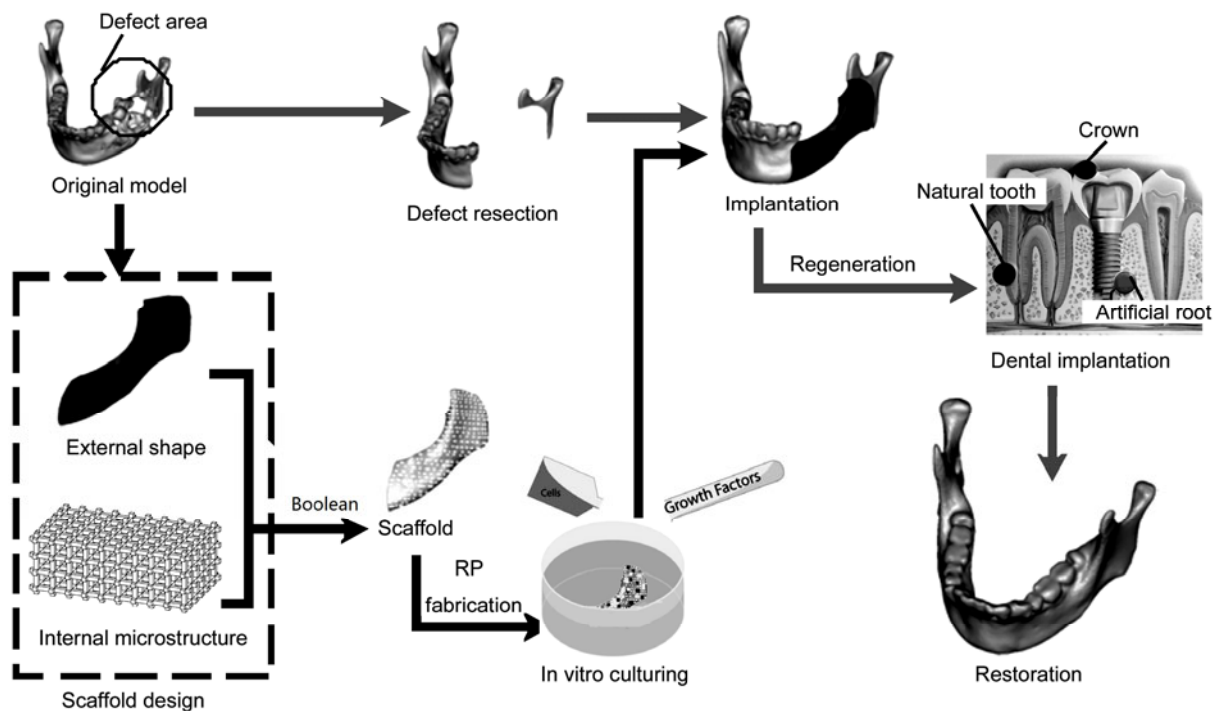 Defect area
Original model
Defect resection
Implantation
Crown
Natural tooth
Regeneration
Artificial root
Dental implantation
External shape
Boolean
Scaffold
Cells
Growth Factors
RP
fabrication
Internal microstructure
In vitro culturing
Restoration
Scaffold design